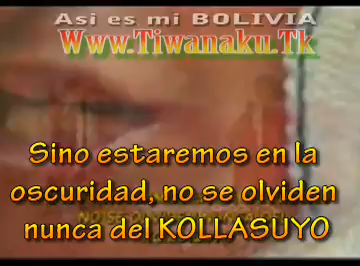 Asi es mi BOLIVIA
Www.Tiwanaku.Tk
Sino estaremos en la
oscuridad, no se olviden
nunca del KOLLASUYO